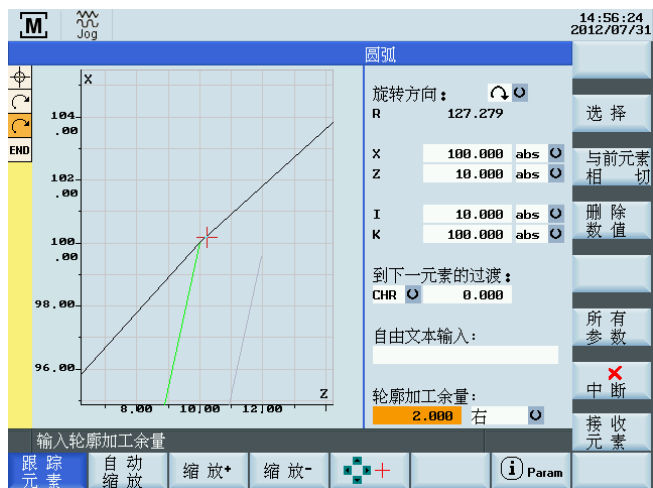 M
Jog
14:56:24
2012/07/31
圆弧
END
X
104
.00
102
.00
100
.00
98.00
96.00
8.00 10.00 12.00
Z
旋转方向：
R 127.279
X 100.000 abs
Z 10.000 abs
I 10.000 abs
K 100.000 abs
到下一元素的过渡：
CHR 0.000
自由文本输入：
轮廓加工余量：
2.000 右
选择
与前元素
相切
删除
数值
所有
参数
中断
接收
元素
输入轮廓加工余量
跟踪
元素
自动
缩放
缩放+
缩放-
i Param